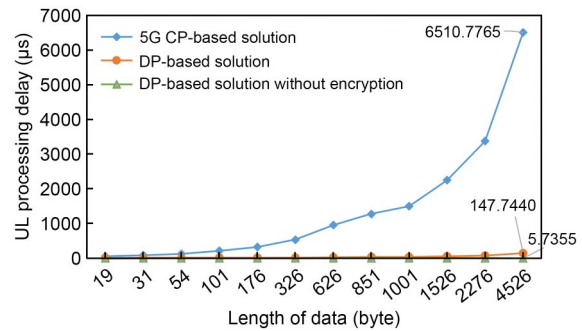 7000
6000
5000
4000
3000
2000
1000
0
UL processing delay (μs)
5G CP-based solution
DP-based solution
DP-based solution without encryption
6510.7765
147.7440
5.7355
19 31 54 101 176 326 626 851 1001 1526 2276 4526
Length of data (byte)